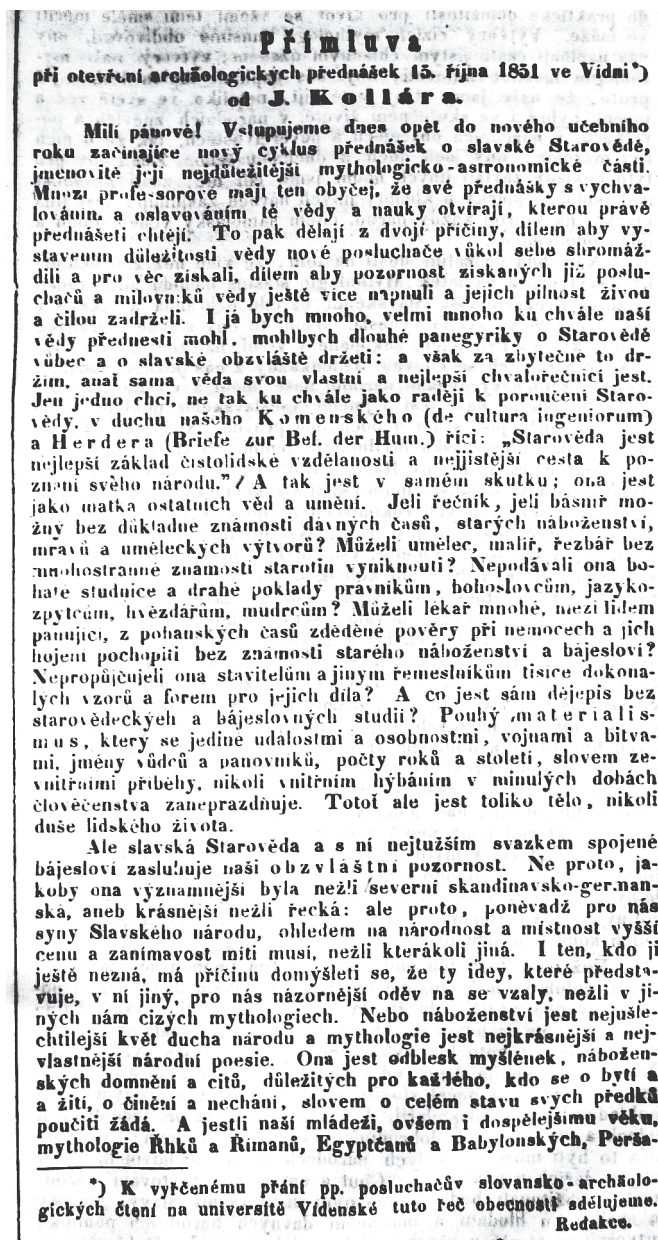 Přímluva
při otevření archäologických přednášek 15. října 1851 ve Vídni*)
od J. Kollára.
Milí pánové! Vstupujeme dnes opět do nového učebního
roku začínajíce nový cyklus přednášek o slavské Starovědě,
jmenovitě její nejdůležitější mythologicko-astronomické části.
Mnozí professorové mají ten obyčej, že své přednášky s vychva-
lováním a oslavováním té vědy a nauky otvírají, kterou právě
přednášeti chtějí. To pak dělají z dvojí příčiny, dílem aby vy-
stavením důležitosti vědy nové posluchače vůkol sebe shromáž-
dili a pro věc získali, dílem aby pozornost získaných již poslu-
chačů a milovníků vědy ještě více napnuli a jejich pilnost živou
a čilou zadrželi. I já bych mnoho, velmi mnoho ku chvále naší
vědy přednesti mohl, mohlbych dlouhé panegyriky o Starovědě
vůbec a o slavské obzvláště držeti: a však za zbytečné to dr-
žím, anať sama věda svou vlastní a nejlepší chvalořečnicí jest.
Jen jedno chci, ne tak ku chvále jako raději k poroučení Staro-
vědy, v duchu našeho Komenského (de cultura ingeniorum)
a Herdera (Briefe zur Bef. der Hum.) říci: „Starověda jest
nejlepší základ čistolidské vzdělanosti a nejjistější cesta k po-
znání svého národu.”/ A tak jest v samém skutku; ona jest
jako matka ostatních věd a umění. Jeli řečník, jeli básníř mo-
žný bez důkladné známosti dávných časů, starých náboženství,
mravů a uměleckých výtvorů? Můželi umělec, malíř, řezbář bez
mnohostranné známosti starotin vyniknouti? Nepodávali ona bo-
haté studnice a drahé poklady právníkům, bohoslovcům, jazyko-
zpytcům, hvězdářům, mudrcům? Můželi lékař mnohé, mezi lidem
panující, z pohanských časů zděděné pověry při nemocech a jich
hojení pochopiti bez známosti starého náboženství a bájesloví?
Nepropůjčujeli ona stavitelům a jiným řemeslníkům tisíce dokona-
lých vzorů a forem pro jejich díla? A co jest sám dějepis bez
starovědeckých a bájeslovných studií? Pouhý materialis-
mus, který se jedině událostmi a osobnostmi, vojnami a bitva-
mi, jmény vůdců a panovníků, počty roků a století, slovem ze-
vnitřními příběhy, nikoli vnitřním hýbáním v minulých dobách
člověčenstva zaneprazdňuje. Totoť ale jest toliko tělo, nikoli
duše lidského života.
Ale slavská Starověda a s ní nejtužším svazkem spojené
bájesloví zasluhuje naši obzvláštní pozornost. Ne proto, ja-
koby ona významnější byla nežli severní skandinavsko-german-
ská, aneb krásnější nežli řecká: ale proto, poněvadž pro nás
syny Slavského národu, ohledem na národnost a místnost vyšší
cenu a zanímavost míti musí, nežli kterákoli jiná. I ten, kdo jí
ještě nezná, má příčinu domýšleti se, že ty idey, které předsta-
vuje, v ní jiný, pro nás názornější oděv na se vzaly, nežli v ji-
ných nám cizých mythologiech. Nebo náboženství jest nejušle-
chtilejší květ ducha národu a mythologie jest nejkrásnější a nej-
vlastnější národní poesie. Ona jest odblesk myšlének, nábožen-
ských domnění a citů, důležitých pro každého, kdo se o bytí a
a žití, o činění a nechání, slovem o celém stavu svých předků
poučiti žádá. A jestli naší mládeži, ovšem i dospělejšímu věku,
mythologie Řhků a Římanů, Egyptčanů a Babylonských, Perša-
*) K vyřčenému přání pp. posluchačův slovansko-archäolo-
gických čtení na universitě Vídenské tuto řeč obecnosti sdělujeme.
Redakce.